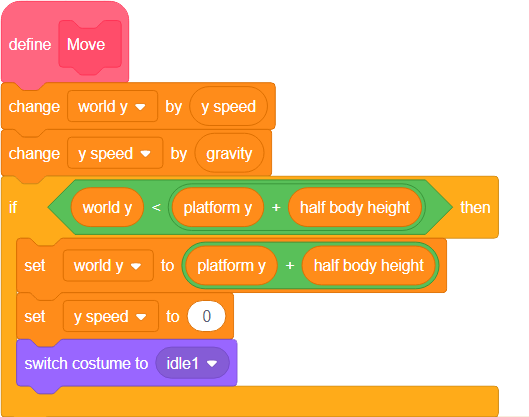 define Move
change world y by y speed
change y speed by gravity
if world y < platform y + half body height then
set world y to platform y + half body height
set y speed to 0
switch costume to idle1